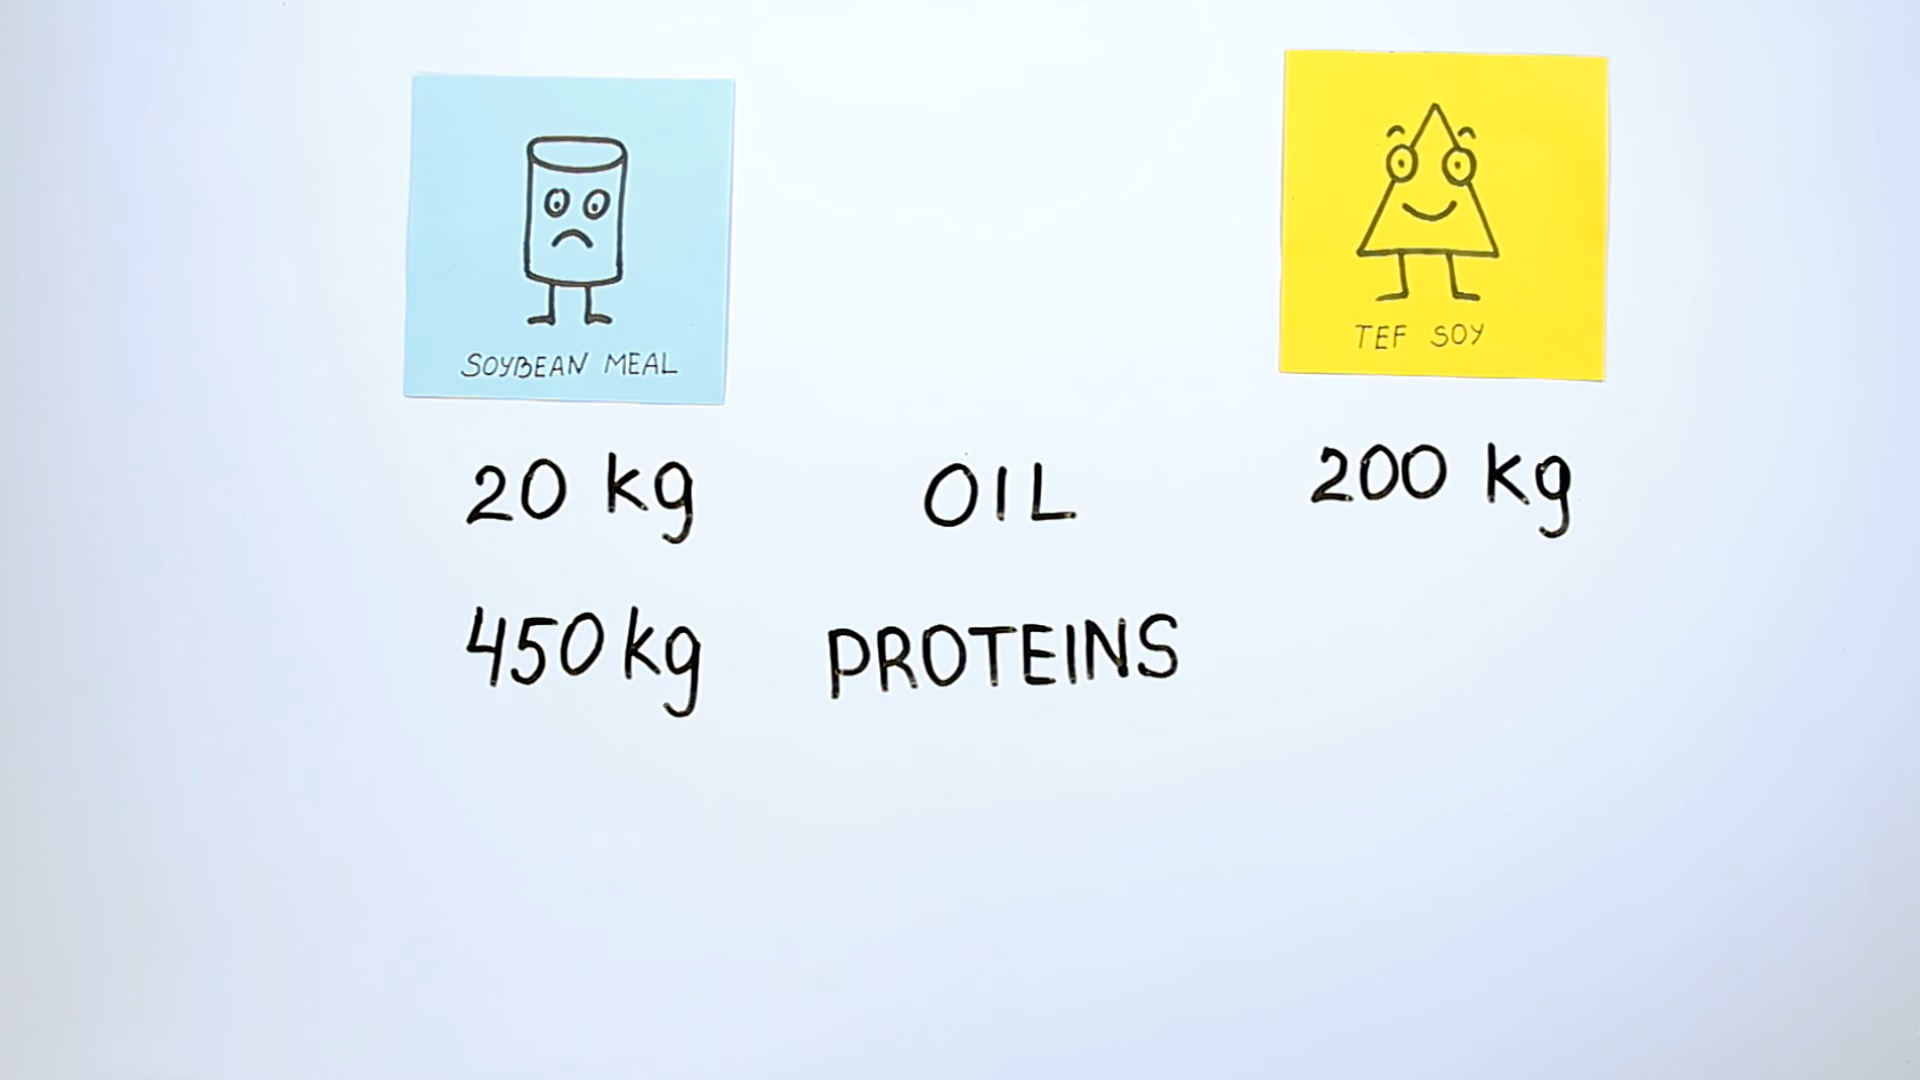 SOYBEAN MEAL
TEF SOY
20 kg OIL 200 kg
450 kg PROTEINS